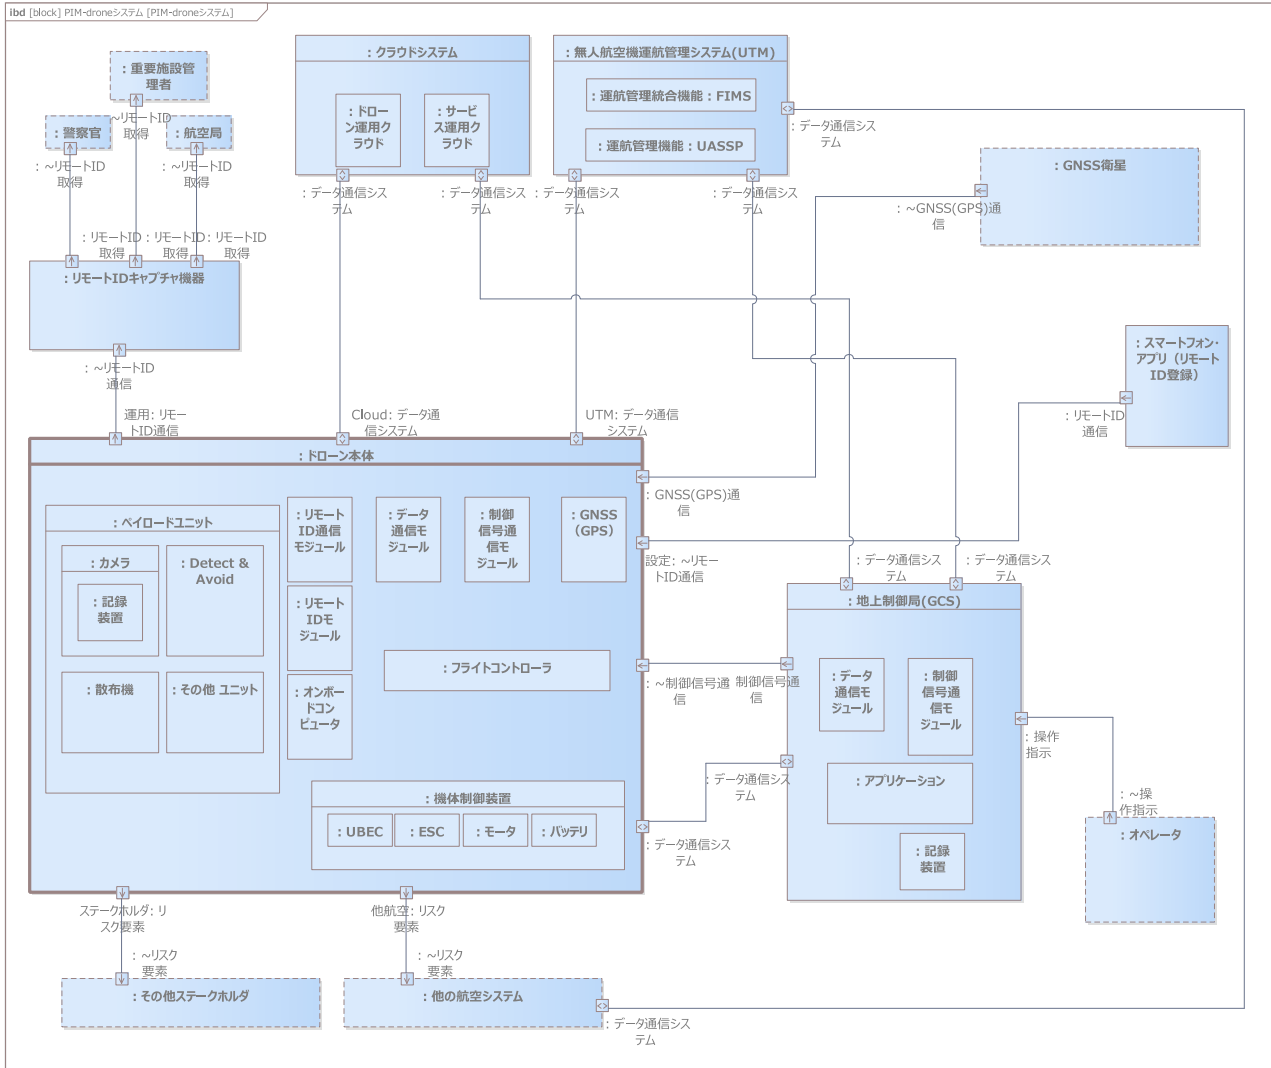 ibd [block] PIM-droneシステム [PIM-droneシステム]
: 重要施設管
理者
~リモートID
取得
: 警察官
: 航空局
: ~リモートID
取得
: ~リモートID
取得
: リモートID
取得
: リモートID
取得
: リモートID
取得
: リモートIDキャプチャ機器
: ~リモートID
通信
運用: リモー
トID通信
: クラウドシステム
: ドロー
ン運用ク
ラウド
: サービ
ス運用ク
ラウド
: データ通信シス
テム
: データ通信シス
テム
: 無人航空機運航管理システム(UTM)
: 運航管理統合機能 : FIMS
: 運航管理機能 : UASSP
: データ通信シス
テム
: データ通信シス
テム
: データ通信シス
テム
: GNSS衛星
: ~GNSS(GPS)通
信
: スマートフォン・
アプリ（リモート
ID登録）
: リモートID
通信
Cloud: データ通
信システム
UTM: データ通信
システム
: ドローン本体
: GNSS(GPS)通
信
設定: ~リモー
トID通信
: ペイロードユニット
: カメラ
: 記録
装置
: Detect &
Avoid
: 散布機
: その他 ユニット
: リモート
ID通信
モジュール
: データ
通信モ
ジュール
: 制御
信号通
信モ
ジュール
: GNSS
（GPS）
: リモート
IDモ
ジュール
: オンボー
ドコン
ピュータ
: フライトコントローラ
: 機体制御装置
: UBEC
: ESC
: モータ
: バッテリ
: ~制御信号通
信
制御信号通
信
: データ通信シス
テム
: データ通信シス
テム
: データ通信シス
テム
: データ通信シス
テム
: 地上制御局(GCS)
: データ
通信モ
ジュール
: 制御
信号通
信モ
ジュール
: アプリケーション
: 記録
装置
: 操作
指示
: ~操
作指示
: オペレータ
ステークホルダ: リ
スク要素
他航空: リスク
要素
: ~リスク
要素
: ~リスク
要素
: その他ステークホルダ
: 他の航空システム
: データ通信シス
テム